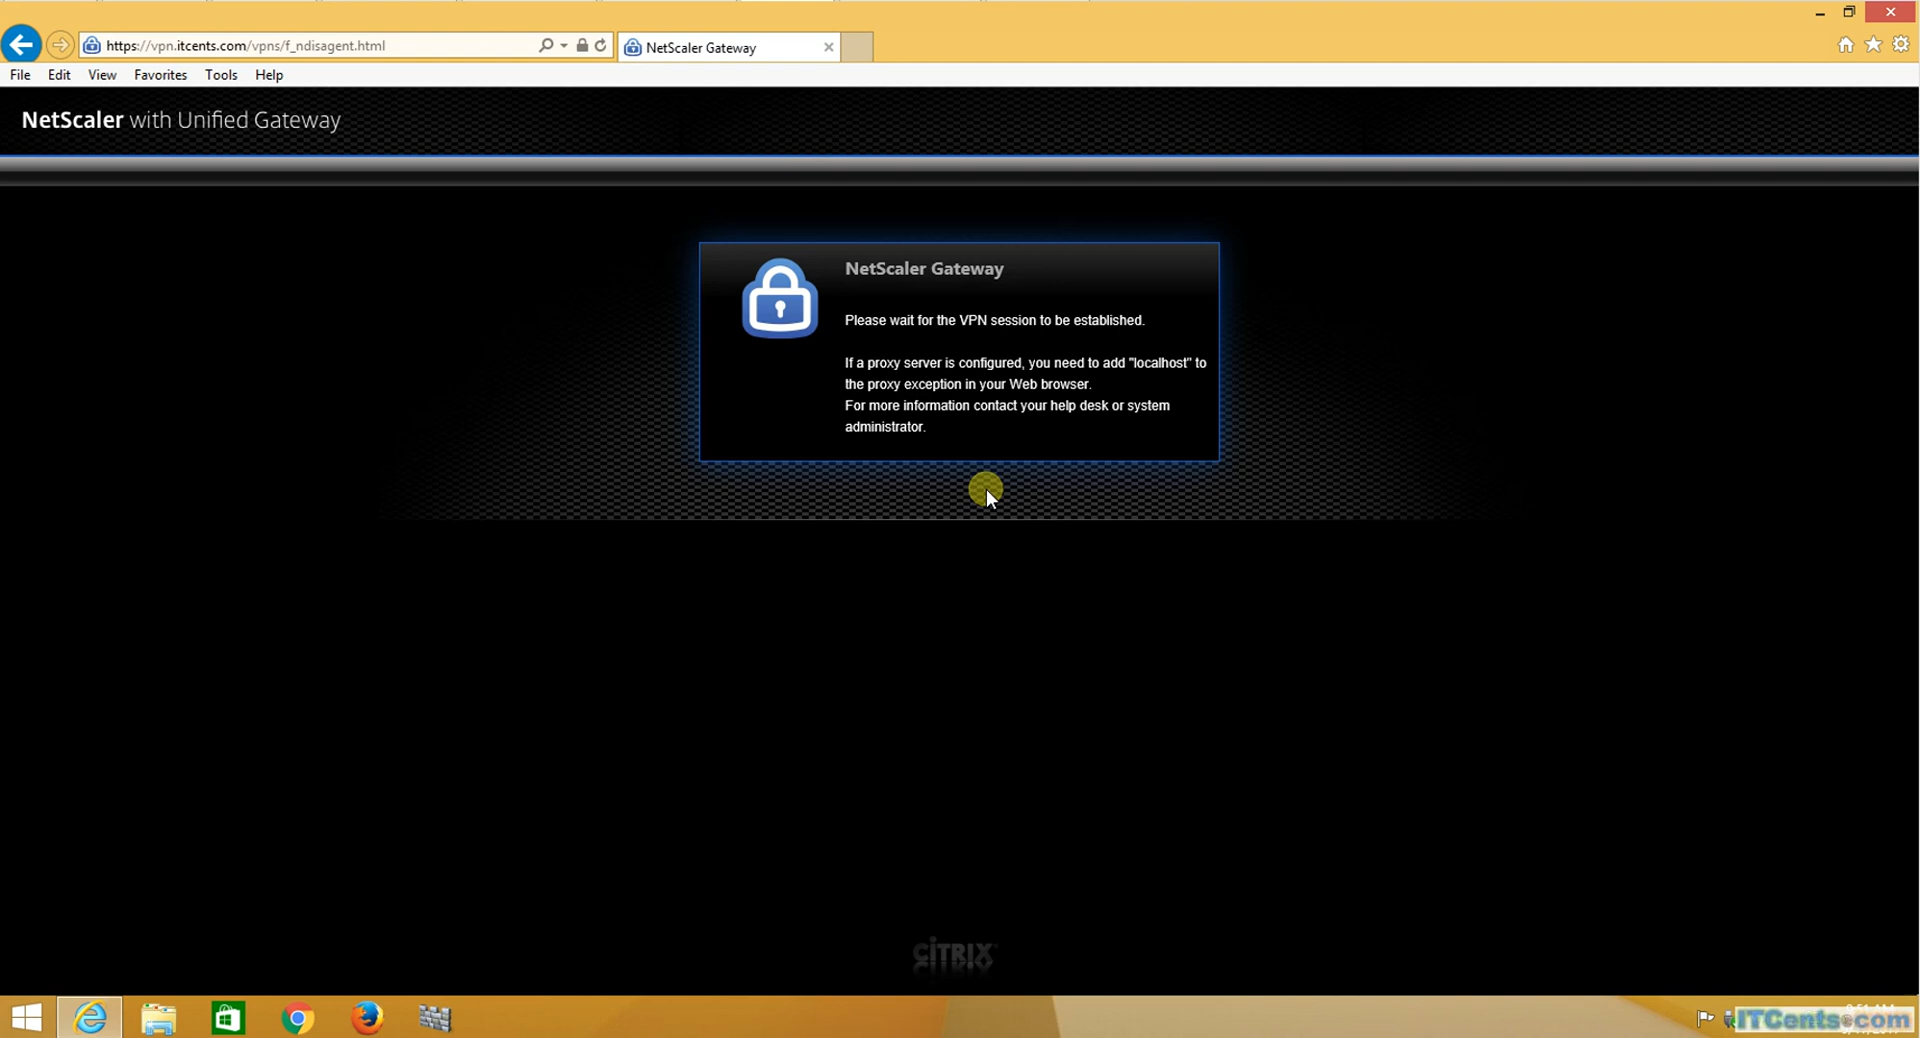 https://vpn.itcents.com/vpns/f_ndisagent.html
NetScaler Gateway
File Edit View Favorites Tools Help
NetScaler with Unified Gateway
NetScaler Gateway
Please wait for the VPN session to be established.
If a proxy server is configured, you need to add "localhost" to
the proxy exception in your Web browser.
For more information contact your help desk or system
administrator.
CITRIX
ITCents.com